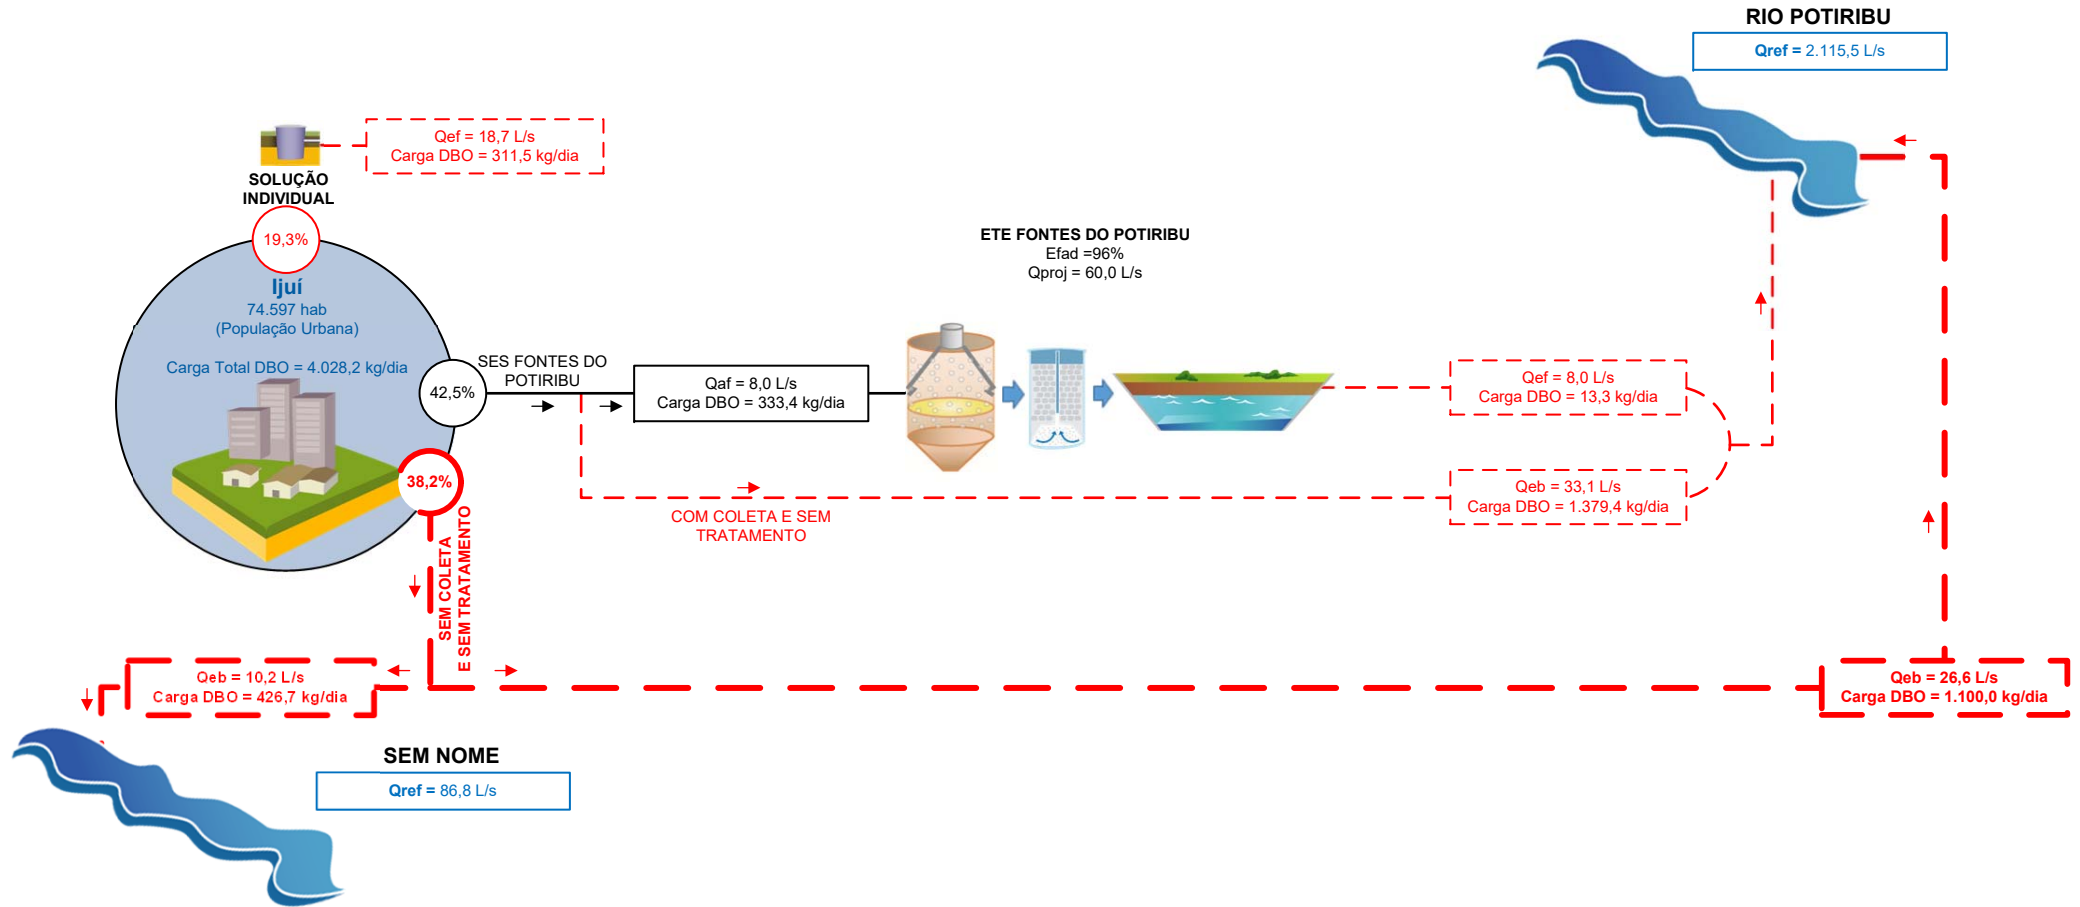 RIO POTIRIBU
Qref = 2.115,5 L/s
Qef = 18,7 L/s
Carga DBO = 311,5 kg/dia
SOLUÇÃO
INDIVIDUAL
19,3%
Ijuí
74.597 hab
(População Urbana)
Carga Total DBO = 4.028,2 kg/dia
42,5%
38,2%
SES FONTES DO
POTIRIBU
Qaf = 8,0 L/s
Carga DBO = 333,4 kg/dia
ETE FONTES DO POTIRIBU
Efad =96%
Qproj = 60,0 L/s
Qef = 8,0 L/s
Carga DBO = 13,3 kg/dia
Qeb = 33,1 L/s
Carga DBO = 1.379,4 kg/dia
COM COLETA E SEM
TRATAMENTO
SEM COLETA
E SEM TRATAMENTO
Qeb = 10,2 L/s
Carga DBO = 426,7 kg/dia
Qeb = 26,6 L/s
Carga DBO = 1.100,0 kg/dia
SEM NOME
Qref = 86,8 L/s